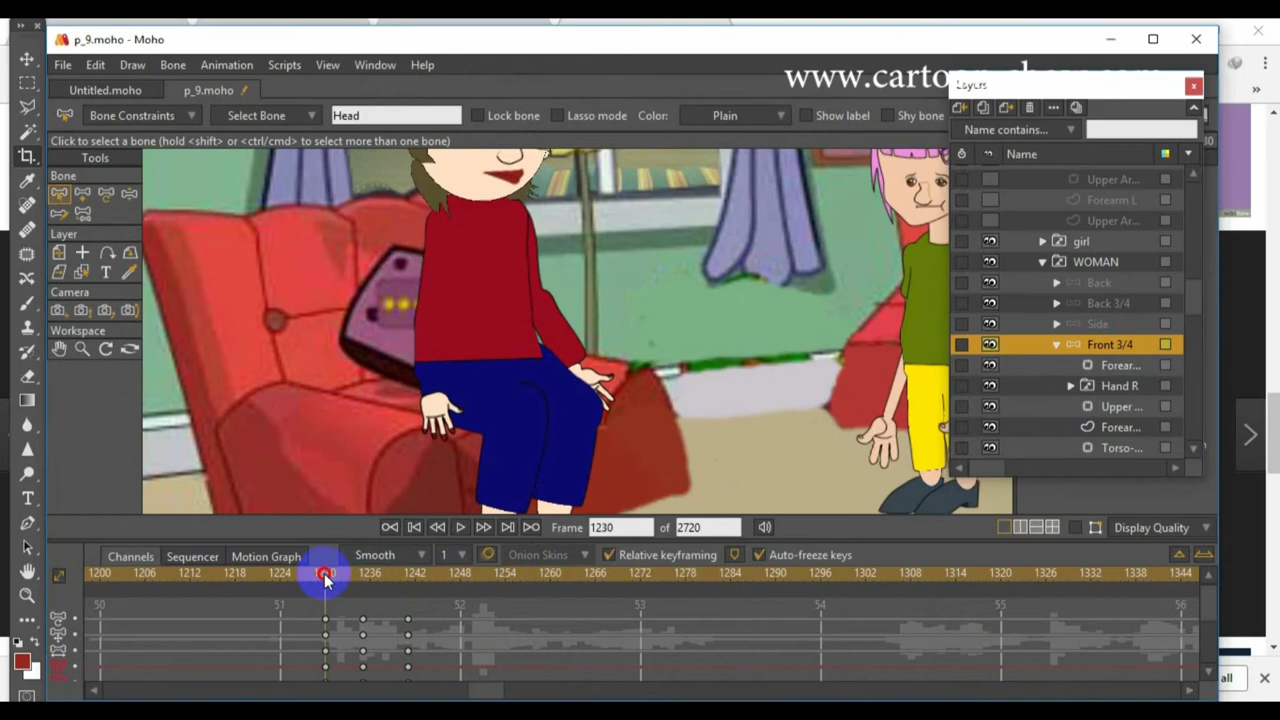 p_9.moho - Moho
File Edit Draw Bone Animation Scripts View Window Help
www.cartoon-show.com
Layers
Untitled.moho
p_9.moho
Bone Constraints
Select Bone
Head
Lock bone
Lasso mode
Color:
Plain
Show label
Shy bone
Click to select a bone (hold <shift> or <ctrl/cmd> to select more than one bone)
Name contains...
Name
Tools
Bone
Layer
Camera
Workspace
Upper Ar...
Forearm L
Upper Ar...
girl
WOMAN
Back
Back 3/4
Side
Front 3/4
Forear...
Hand R
Upper ...
Forear...
Torso-...
Frame 1230 of 2720
Display Quality
Channels
Sequencer
Motion Graph
Smooth
1
Onion Skins
Relative keyframing
Auto-freeze keys
1200 1206 1212 1218 1224 1236 1242 1248 1254 1260 1266 1272 1278 1284 1290 1296 1302 1308 1314 1320 1326 1332 1338 1344
50 51 52 53 54 55 56
all